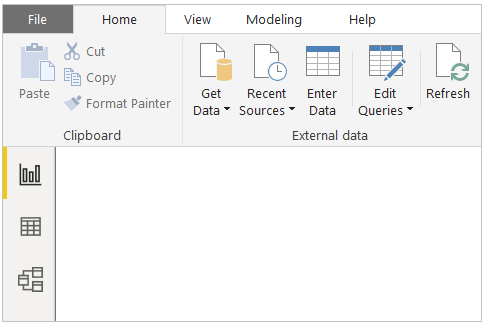 File Home View Modeling Help
Paste
Cut
Copy
Format Painter
Clipboard
Get
Data
Recent
Sources
Enter
Data
Edit
Queries
Refresh
External data